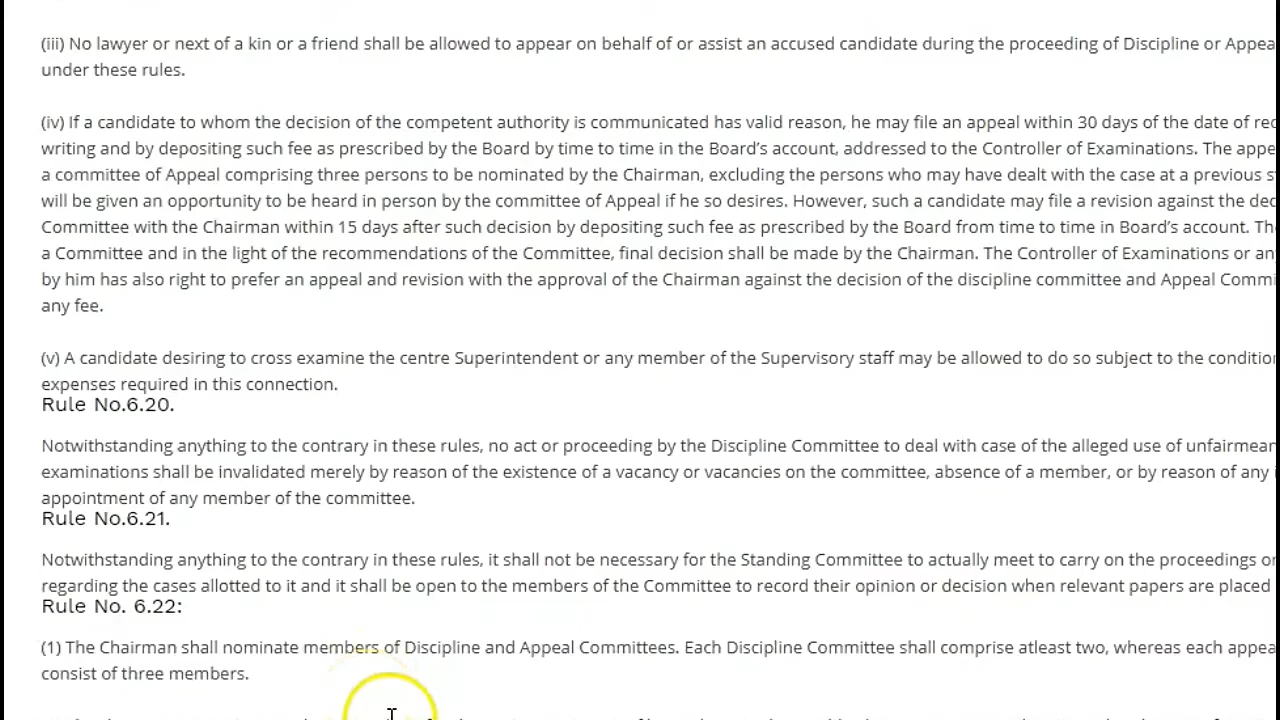 (iii) No lawyer or next of a kin or a friend shall be allowed to appear on behalf of or assist an accused candidate during the proceeding of Discipline or Appea
under these rules.
(iv) If a candidate to whom the decision of the competent authority is communicated has valid reason, he may file an appeal within 30 days of the date of rec
writing and by depositing such fee as prescribed by the Board by time to time in the Board's account, addressed to the Controller of Examinations. The appe
a committee of Appeal comprising three persons to be nominated by the Chairman, excluding the persons who may have dealt with the case at a previous s
will be given an opportunity to be heard in person by the committee of Appeal if he so desires. However, such a candidate may file a revision against the dec
Committee with the Chairman within 15 days after such decision by depositing such fee as prescribed by the Board from time to time in Board's account. Th
a Committee and in the light of the recommendations of the Committee, final decision shall be made by the Chairman. The Controller of Examinations or an
by him has also right to prefer an appeal and revision with the approval of the Chairman against the decision of the discipline committee and Appeal Commi
any fee.
(v) A candidate desiring to cross examine the centre Superintendent or any member of the Supervisory staff may be allowed to do so subject to the conditio
expenses required in this connection.
Rule No.6.20.
Notwithstanding anything to the contrary in these rules, no act or proceeding by the Discipline Committee to deal with case of the alleged use of unfairmean
examinations shall be invalidated merely by reason of the existence of a vacancy or vacancies on the committee, absence of a member, or by reason of any
appointment of any member of the committee.
Rule No.6.21.
Notwithstanding anything to the contrary in these rules, it shall not be necessary for the Standing Committee to actually meet to carry on the proceedings or
regarding the cases allotted to it and it shall be open to the members of the Committee to record their opinion or decision when relevant papers are placed
Rule No. 6.22:
(1) The Chairman shall nominate members of Discipline and Appeal Committees. Each Discipline Committee shall comprise atleast two, whereas each appea
consist of three members.